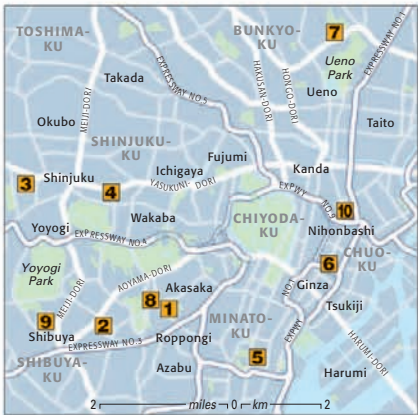 TOSHIMA-
KU
BUNKYO-
KU
7
Ueno
Park
EXPRESSWAY NO.1
Takada
EXPRESSWAY NO.5
HAKUSAN-DORI
HONGO-DORI
Ueno
MEIJI-DORI
Okubo
Taito
SHINJUKU-
KU
Fujumi
Ichigaya
Kanda
3
Shinjuku
4
YASUKUNI- DORI
EXPWY NO.9
10
Wakaba
CHIYODA-
KU
Nihonbashi
Yoyogi
EXPRESSWAY NO.4
CHUO-
KU
6
Yoyogi
Park
AOYAMA-DORI
NO.1
EXPWY
Ginza
MEIJI-DORI
Akasaka
8
1
Tsukiji
9
2
MINATO-
KU
Shibuya
EXPRESSWAY NO.3
Roppongi
HARUMI-DORI
SHIBUYA-
KU
Azabu
5
Harumi
2 miles 0 km 2